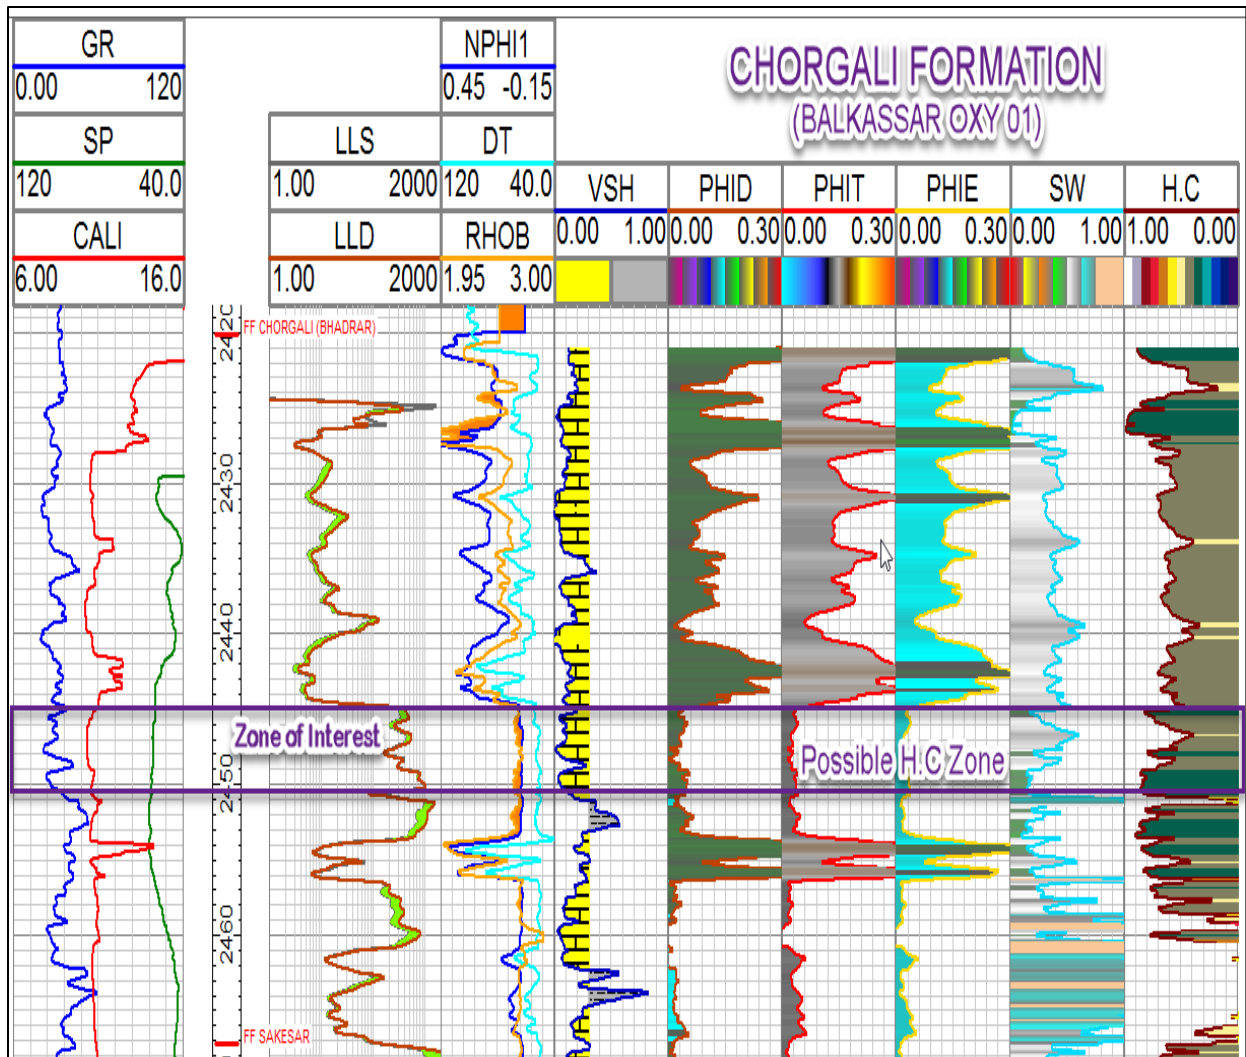 CHORGALI FORMATION
(BALKASSAR OXY 01)
GR
0.00 120
SP
120 40.0
CALI
6.00 16.0
LLS
1.00 2000
LLD
1.00 2000
NPHI1
0.45 -0.15
DT
120 40.0
RHOB
1.95 3.00
VSH
0.00 1.00
PHID
0.00 0.30
PHIT
0.00 0.30
PHIE
0.00 0.30
SW
0.00 1.00
H.C
1.00 0.00
2420
FF CHORGALI (BHADRAR)
2430
2440
Zone of Interest
Possible H.C Zone
2450
2460
FF SAKESAR